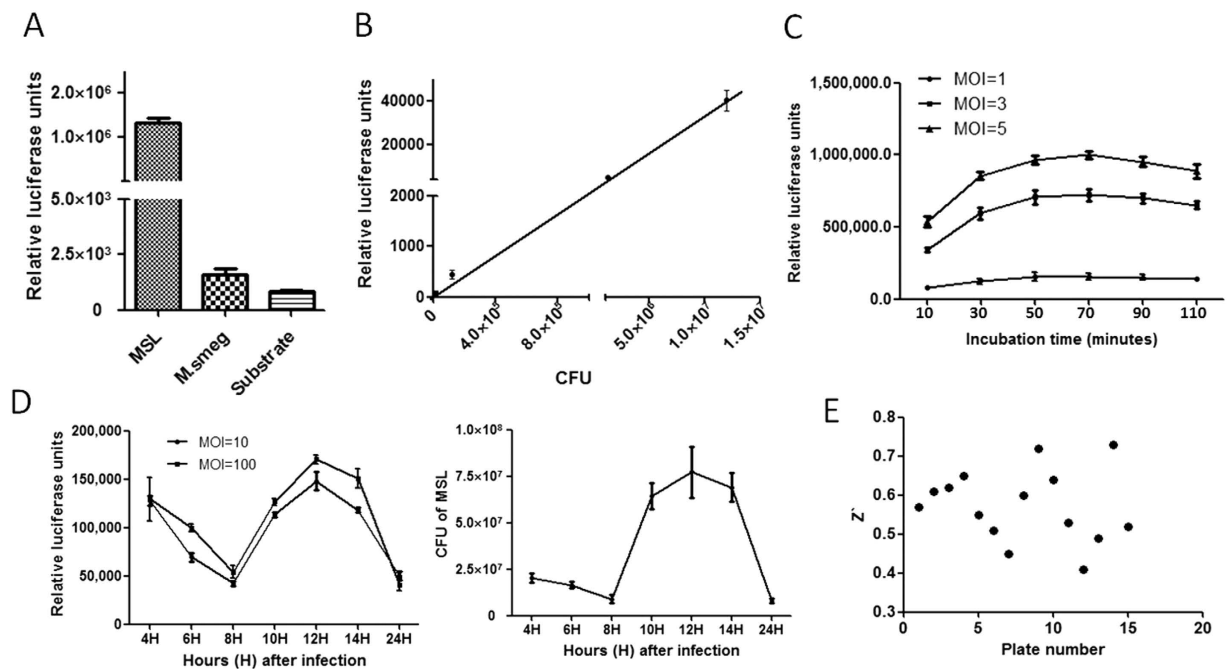 A
Relative luciferase units
2.0×10⁶
1.0×10⁶
5.0×10³
2.5×10³
0
MSL
M.smeg
Substrate
B
Relative luciferase units
40000
20000
2000
1000
0
0
4.0×10⁵
8.0×10⁵
5.0×10⁶
1.0×10⁷
1.5×10⁷
CFU
C
Relative luciferase units
1,500,000.0
1,000,000.0
500,000.0
0.0
MOI=1
MOI=3
MOI=5
10
30
50
70
90
110
Incubation time (minutes)
D
Relative luciferase units
200,000
150,000
100,000
50,000
0
MOI=10
MOI=100
4H
6H
8H
10H
12H
14H
24H
Hours (H) after infection
CFU of MSL
1.0×10⁸
7.5×10⁷
5.0×10⁷
2.5×10⁷
0
4H
6H
8H
10H
12H
14H
24H
Hours (H) after infection
E
Z`
0.8
0.7
0.6
0.5
0.4
0.3
0
5
10
15
20
Plate number